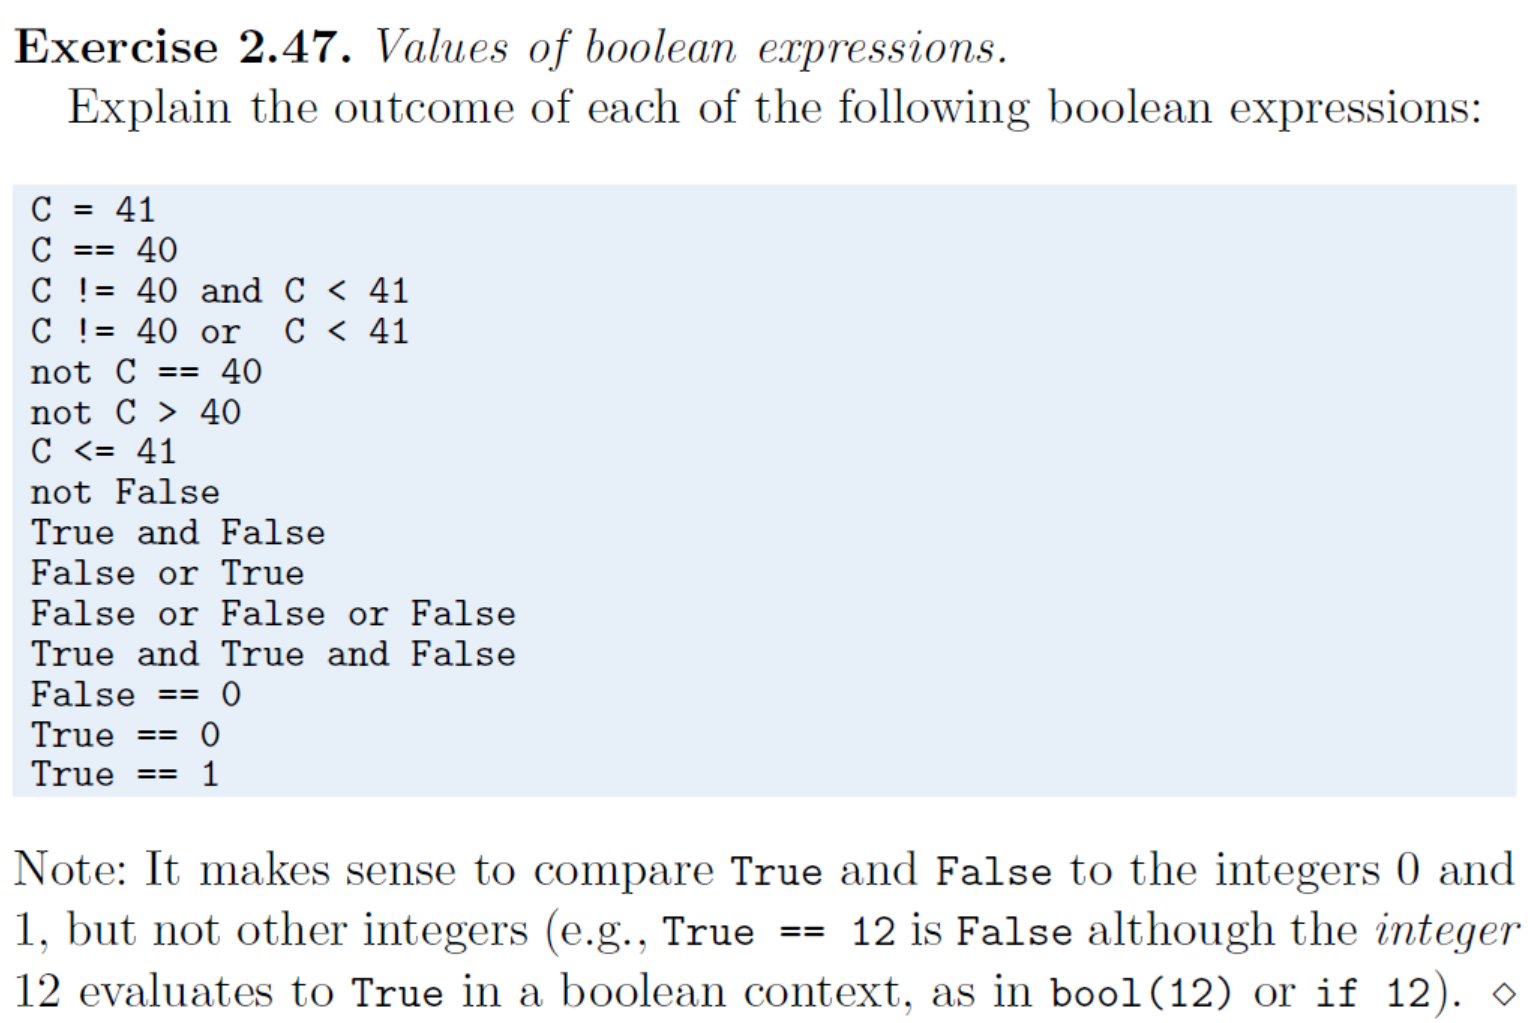 Exercise 2.47. Values of boolean expressions.
Explain the outcome of each of the following boolean expressions:
C = 41
C == 40
C != 40 and C < 41
C != 40 or  C < 41
not C == 40
not C > 40
C <= 41
not False
True and False
False or True
False or False or False
True and True and False
False == 0
True == 0
True == 1
Note: It makes sense to compare True and False to the integers 0 and
1, but not other integers (e.g., True == 12 is False although the integer
12 evaluates to True in a boolean context, as in bool(12) or if 12). ⋄